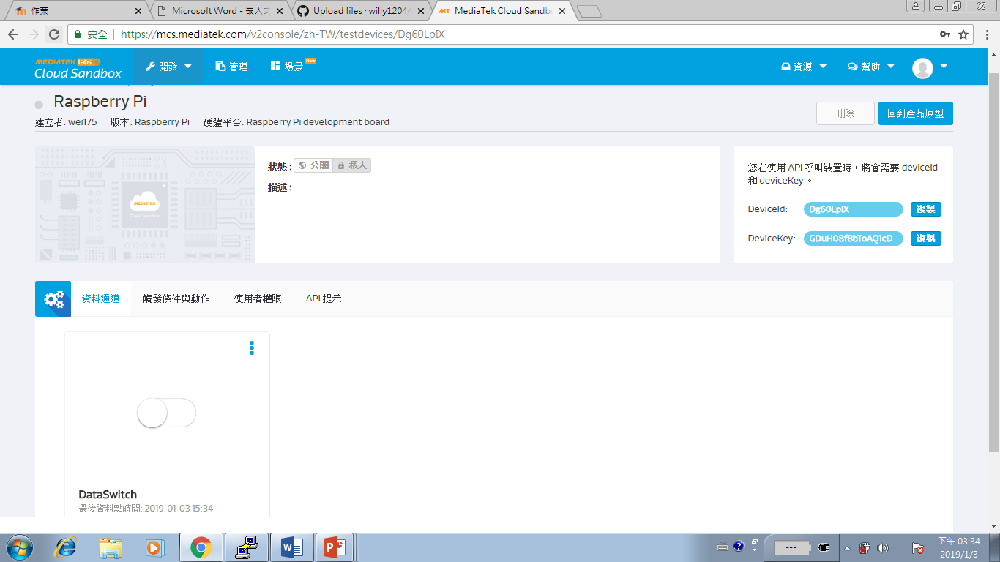 作業
Microsoft Word - 嵌入式
Upload files · willy1204/
MediaTek Cloud Sandbo
安全
https://mcs.mediatek.com/v2console/zh-TW/testdevices/Dg60LpIX
MEDIATEK labs
Cloud Sandbox
開發
管理
場景
New
資源
幫助
Raspberry Pi
建立者: wei175 版本: Raspberry Pi 硬體平台: Raspberry Pi development board
刪除
回到產品原型
MEDIATEK
Cloud Sandbox
狀態 :
公開
私人
描述 :
您在使用 API 呼叫裝置時，將會需要 deviceId
和 deviceKey 。
DeviceId: Dg60LpIX 複製
DeviceKey: GDuH08f8bToAQ1cD 複製
資料通道
觸發條件與動作
使用者權限
API 提示
DataSwitch
最後資料點時間: 2019-01-03 15:34
---
下午 03:34
2019/1/3